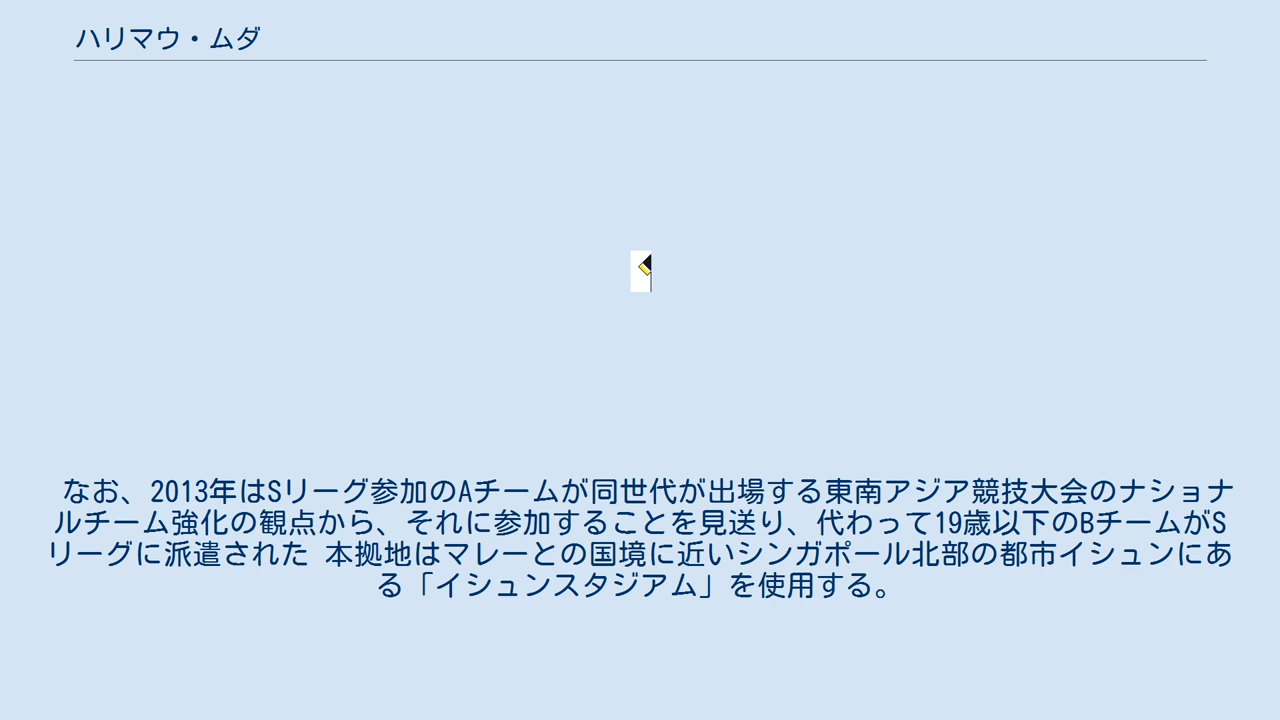 ハリマウ・ムダ
なお、2013年はSリーグ参加のAチームが同世代が出場する東南アジア競技大会のナショナ
ルチーム強化の観点から、それに参加することを見送り、代わって19歳以下のBチームがS
リーグに派遣された 本拠地はマレーとの国境に近いシンガポール北部の都市イシュンにあ
る「イシュンスタジアム」を使用する。